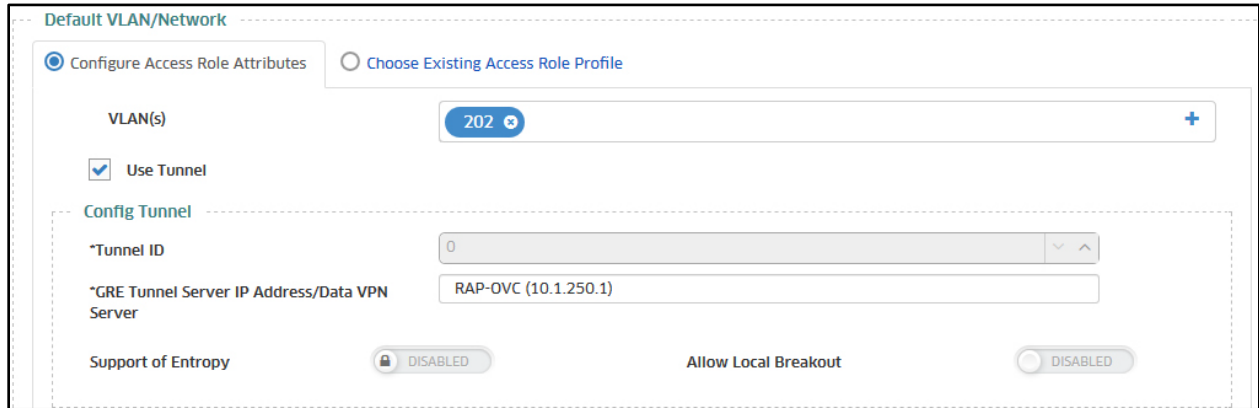 Default VLAN/Network
Configure Access Role Attributes
Choose Existing Access Role Profile
VLAN(s)
202
Use Tunnel
Config Tunnel
*Tunnel ID
0
*GRE Tunnel Server IP Address/Data VPN
Server
RAP-OVC (10.1.250.1)
Support of Entropy
DISABLED
Allow Local Breakout
DISABLED